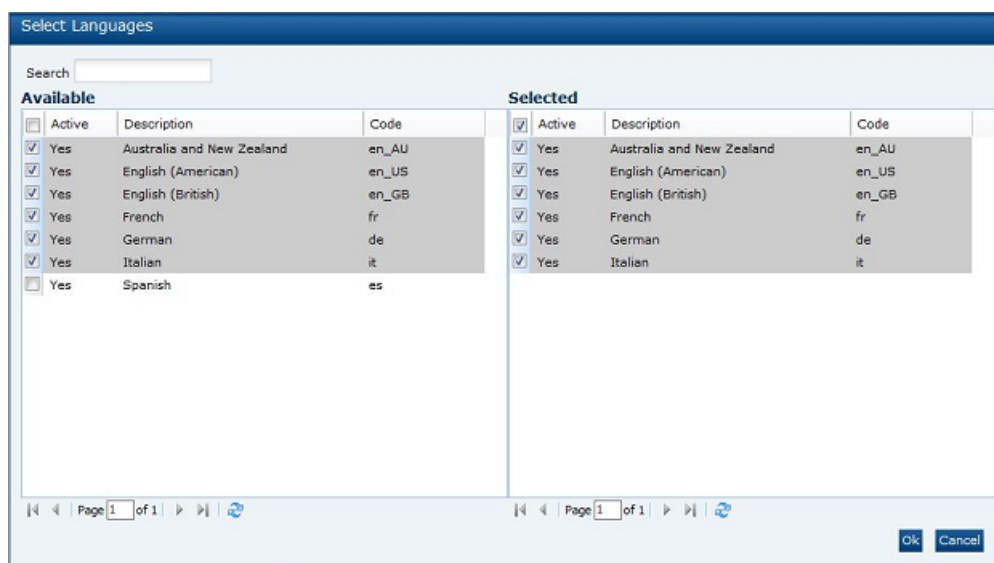 Select Languages
Search
Available
Selected
Active Description Code
Active Description Code
Yes Australia and New Zealand en_AU
Yes Australia and New Zealand en_AU
Yes English (American) en_US
Yes English (American) en_US
Yes English (British) en_GB
Yes English (British) en_GB
Yes French fr
Yes French fr
Yes German de
Yes German de
Yes Italian it
Yes Italian it
Yes Spanish es
Page 1 of 1
Page 1 of 1
Ok Cancel